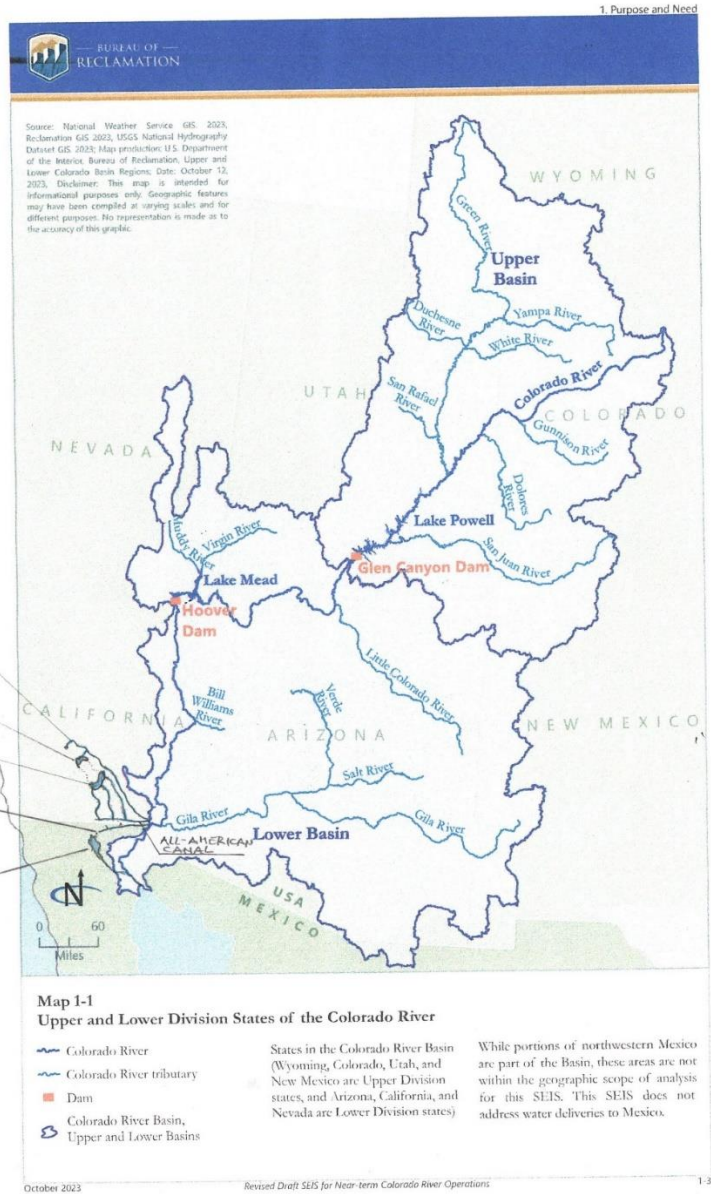 1. Purpose and Need
BUREAU OF
RECLAMATION
Source: National Weather Service GIS. 2023,
Reclamation GIS 2023, USGS National Hydrography
Dataset GIS. 2023; Map production: U.S. Department
of the Interior, Bureau of Reclamation, Upper and
Lower Colorado Basin Regions; Date: October 12,
2023, Disclaimer: This map is intended for
informational purposes only. Geographic features
may have been compiled at varying scales and for
different purposes. No representation is made as to
the accuracy of this graphic.
WYOMING
Green River
Upper
Basin
Duchesne
River
Yampa River
White River
San Rafael
River
Colorado River
UTAH
COLORADO
Gunnison River
NEVADA
Dolores
River
Muddy River
Virgin River
Lake Powell
San Juan River
Glen Canyon Dam
Lake Mead
Hoover
Dam
Little Colorado River
Bill
Williams
River
Verde
River
CALIFORNIA
ARIZONA
NEW MEXICO
Salt River
Gila River
Gila River
Lower Basin
ALL-AMERICAN
CANAL
N
USA
MEXICO
0 60
Miles
Map 1-1
Upper and Lower Division States of the Colorado River
Colorado River
Colorado River tributary
Dam
Colorado River Basin,
Upper and Lower Basins
States in the Colorado River Basin
(Wyoming, Colorado, Utah, and
New Mexico are Upper Division
states, and Arizona, California, and
Nevada are Lower Division states)
While portions of northwestern Mexico
are part of the Basin, these areas are not
within the geographic scope of analysis
for this SEIS. This SEIS does not
address water deliveries to Mexico.
October 2023
Revised Draft SEIS for Near-term Colorado River Operations
1-3